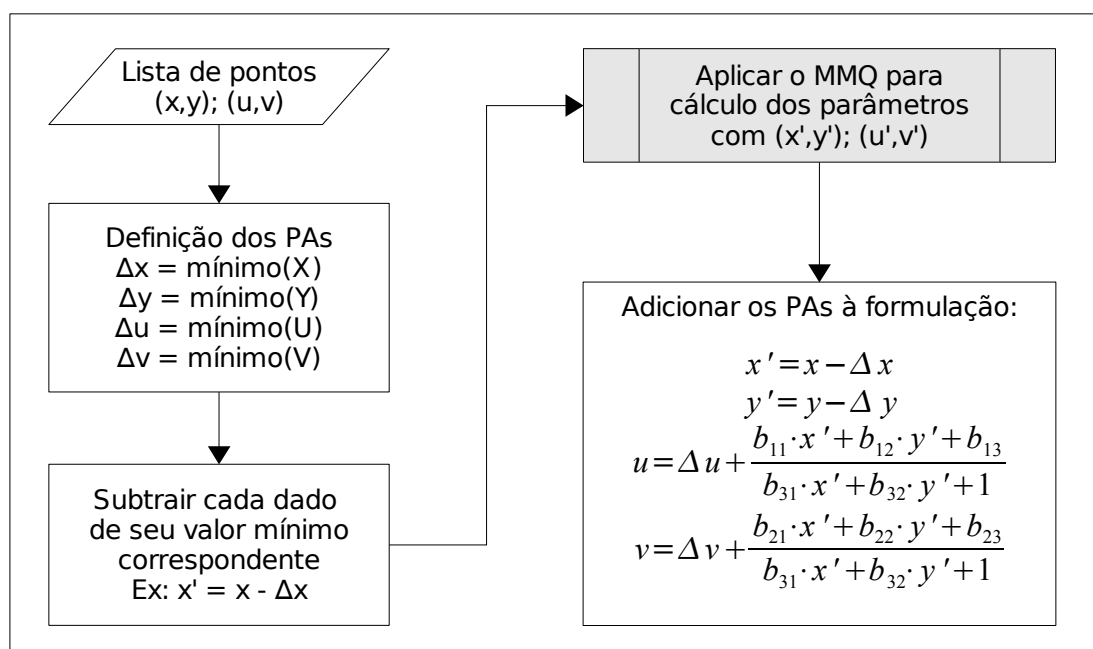 Lista de pontos
(x,y); (u,v)
Definição dos PAs
Δx = mínimo(X)
Δy = mínimo(Y)
Δu = mínimo(U)
Δv = mínimo(V)
Subtrair cada dado
de seu valor mínimo
correspondente
Ex: x' = x - Δx
Aplicar o MMQ para
cálculo dos parâmetros
com (x',y'); (u',v')
Adicionar os PAs à formulação:
x'=x−Δx
y'=y−Δy
u=Δu+(b₁₁·x'+b₁₂·y'+b₁₃)/(b₃₁·x'+b₃₂·y'+1)
v=Δv+(b₂₁·x'+b₂₂·y'+b₂₃)/(b₃₁·x'+b₃₂·y'+1)